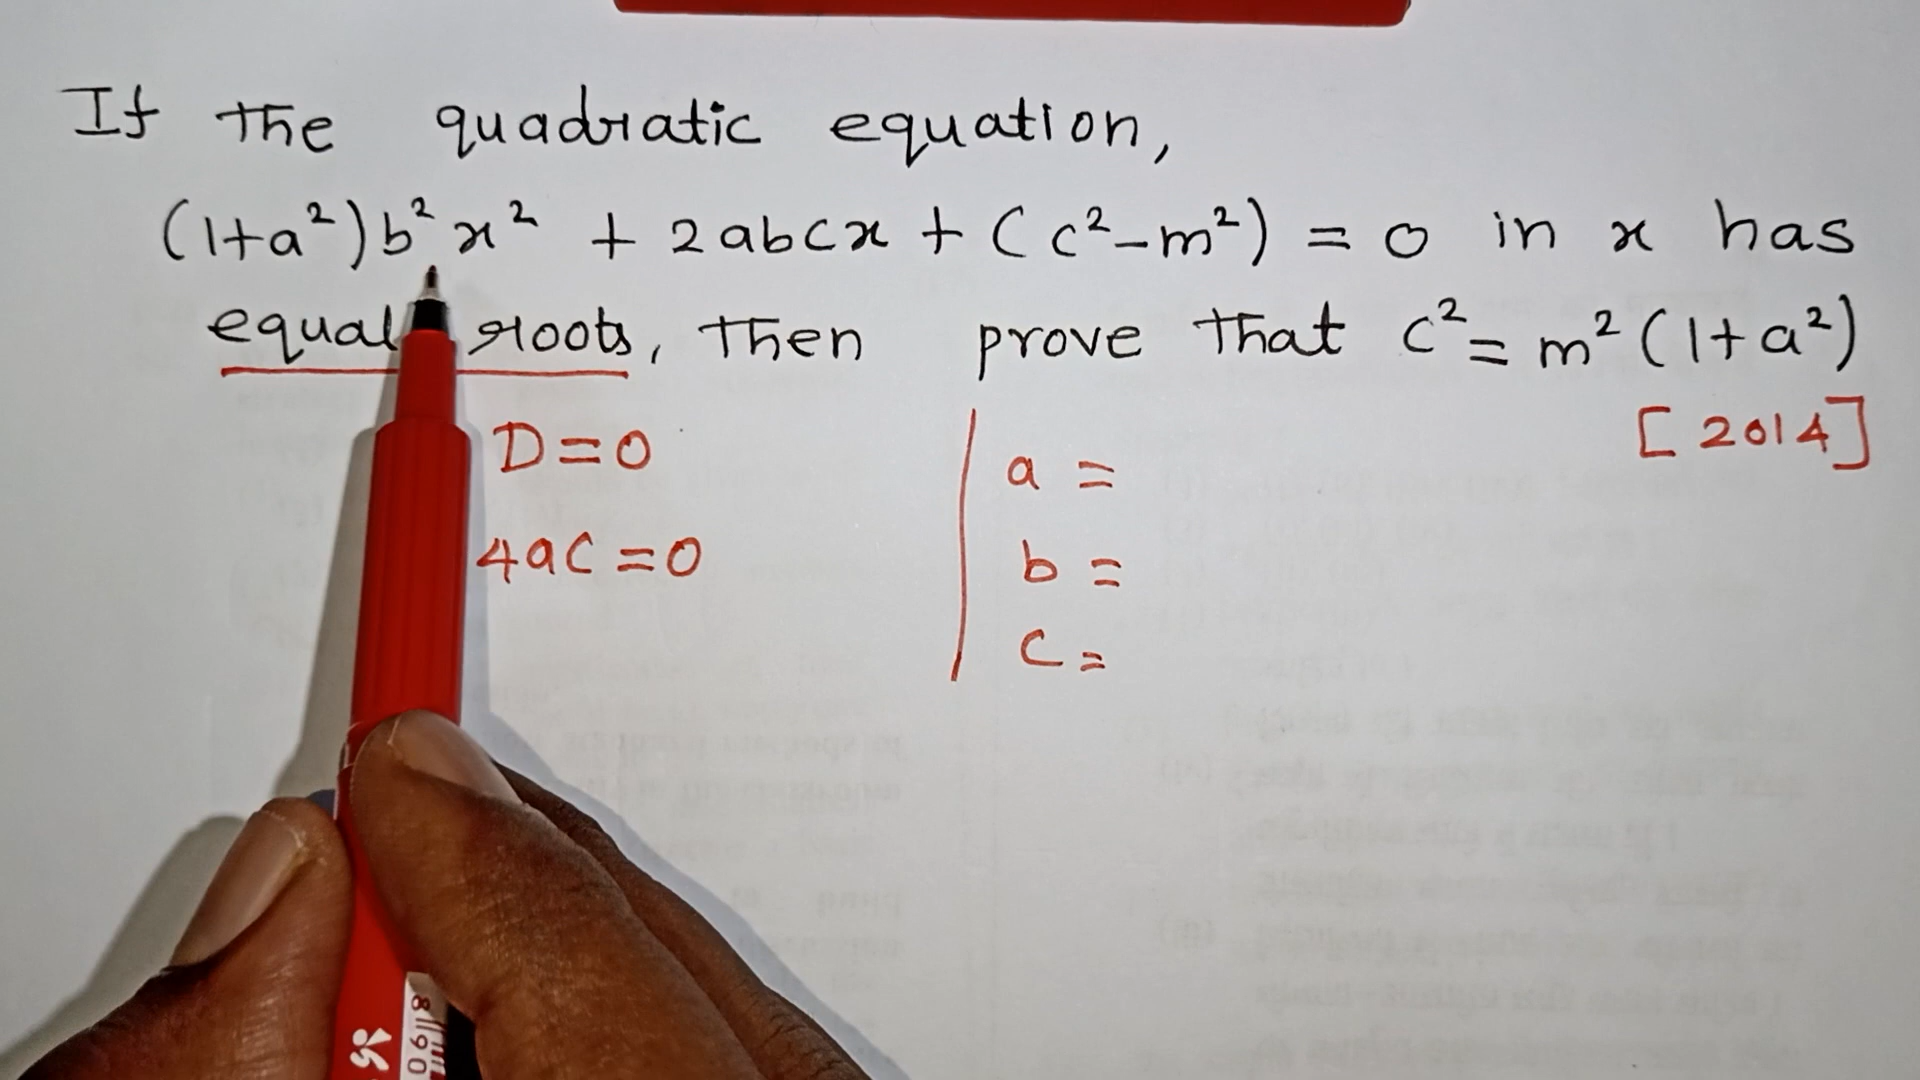 If the quadratic equation,
(1+a²)b²x² + 2abcx + (c²-m²) = 0 in x has
equal roots, then prove that c² = m²(1+a²)
[2014]
D=0
4ac=0
a =
b =
c =
81190